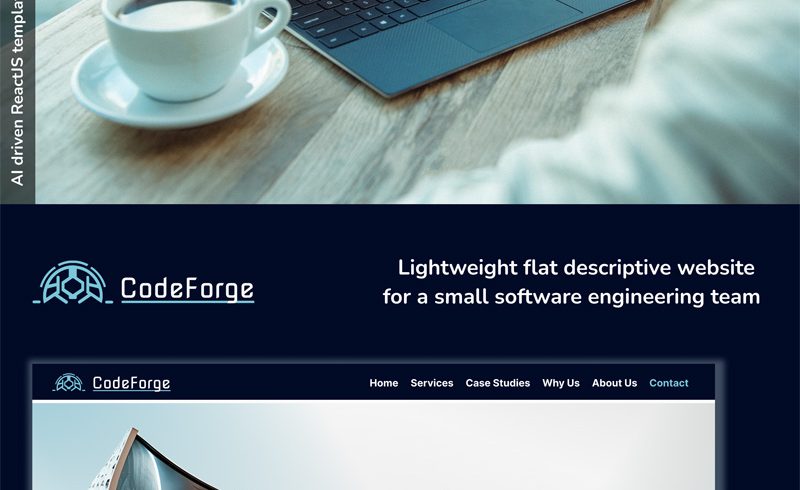 AI driven ReactJS
CodeForge
Lightweight flat descriptive website
for a small software engineering team
CodeForge
Home Services Case Studies Why Us About Us Contact